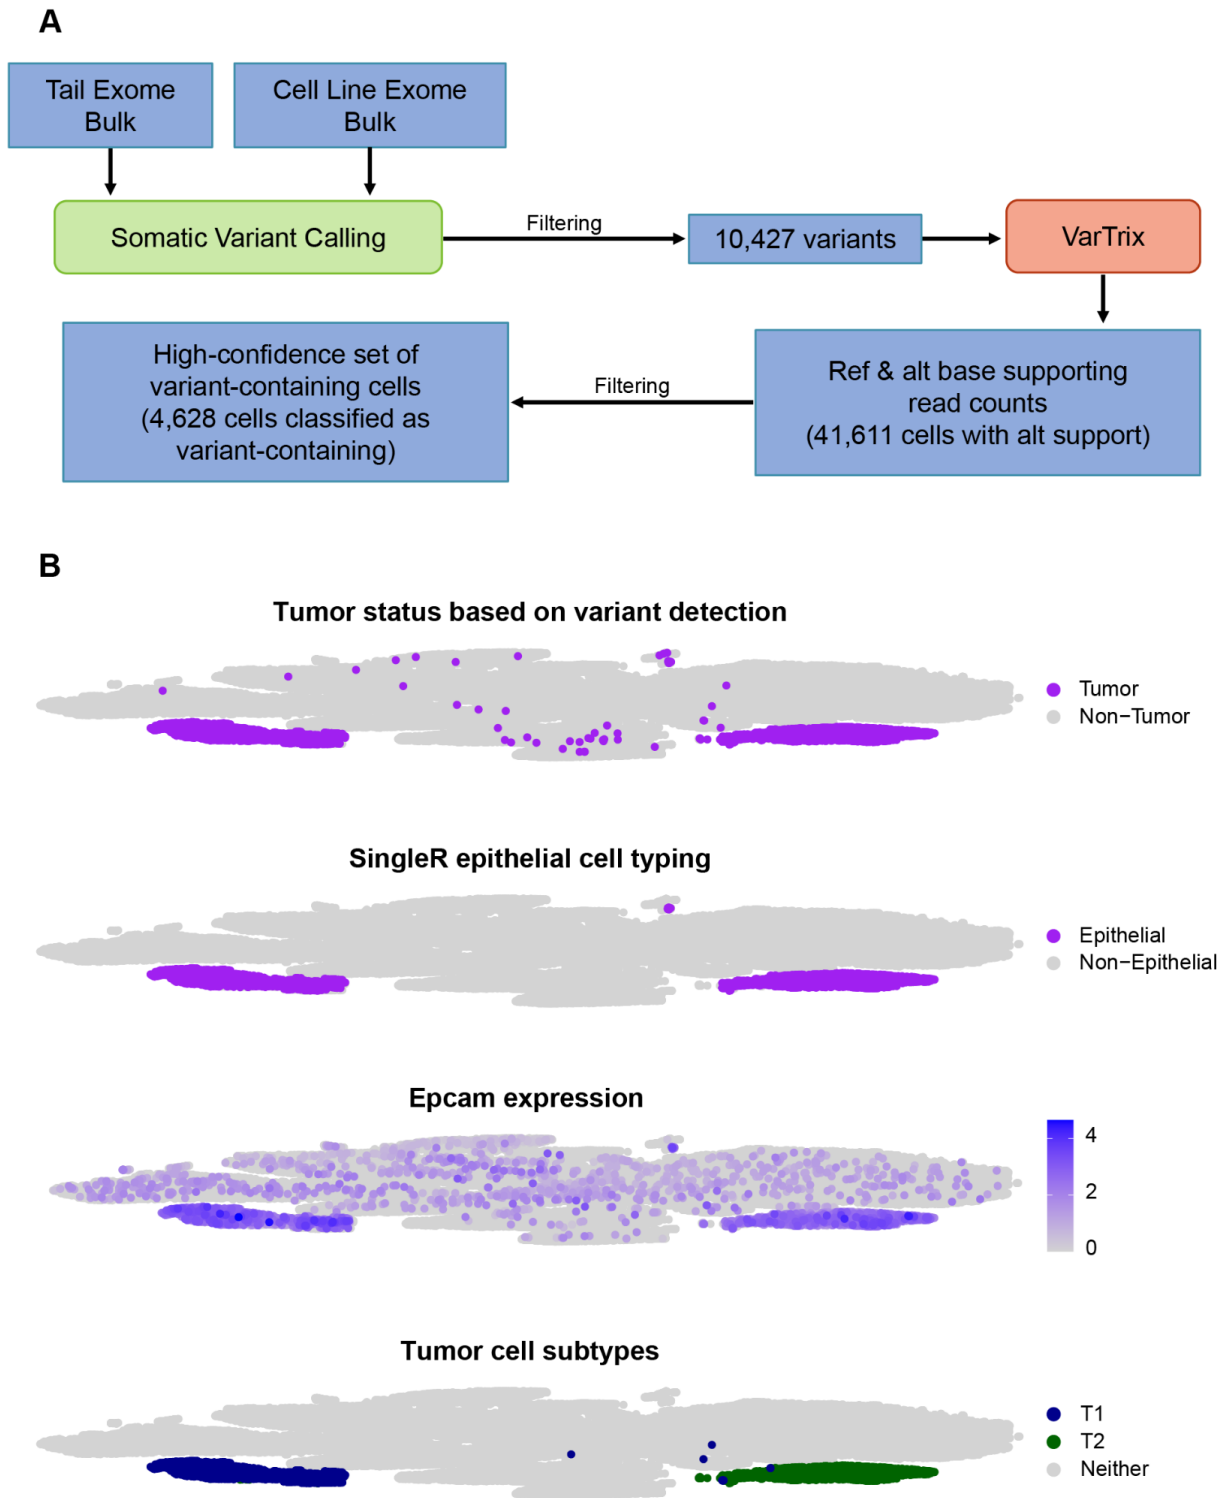 A
Tail Exome
Bulk
Cell Line Exome
Bulk
Somatic Variant Calling
Filtering
10,427 variants
VarTrix
High-confidence set of
variant-containing cells
(4,628 cells classified as
variant-containing)
Filtering
Ref & alt base supporting
read counts
(41,611 cells with alt support)
B
Tumor status based on variant detection
Tumor
Non−Tumor
SingleR epithelial cell typing
Epithelial
Non−Epithelial
Epcam expression
4
2
0
Tumor cell subtypes
T1
T2
Neither